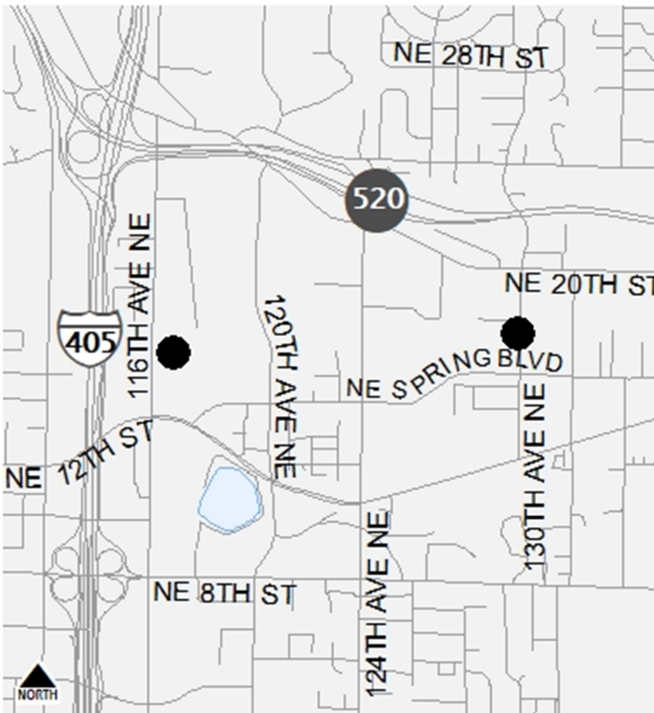 NE 28TH ST
520
NE 20TH ST
116TH AVE NE
120TH AVE NE
405
NE SPRING BLVD
NE 12TH ST
130TH AVE NE
124TH AVE NE
NE 8TH ST
NORTH